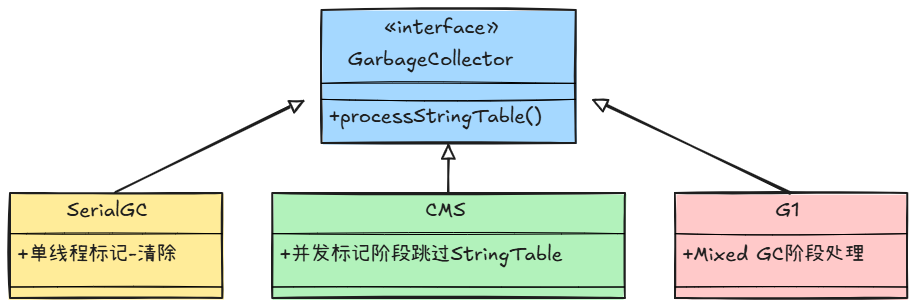 «interface»
GarbageCollector
+processStringTable()
SerialGC
+单线程标记-清除
CMS
+并发标记阶段跳过StringTable
G1
+Mixed GC阶段处理